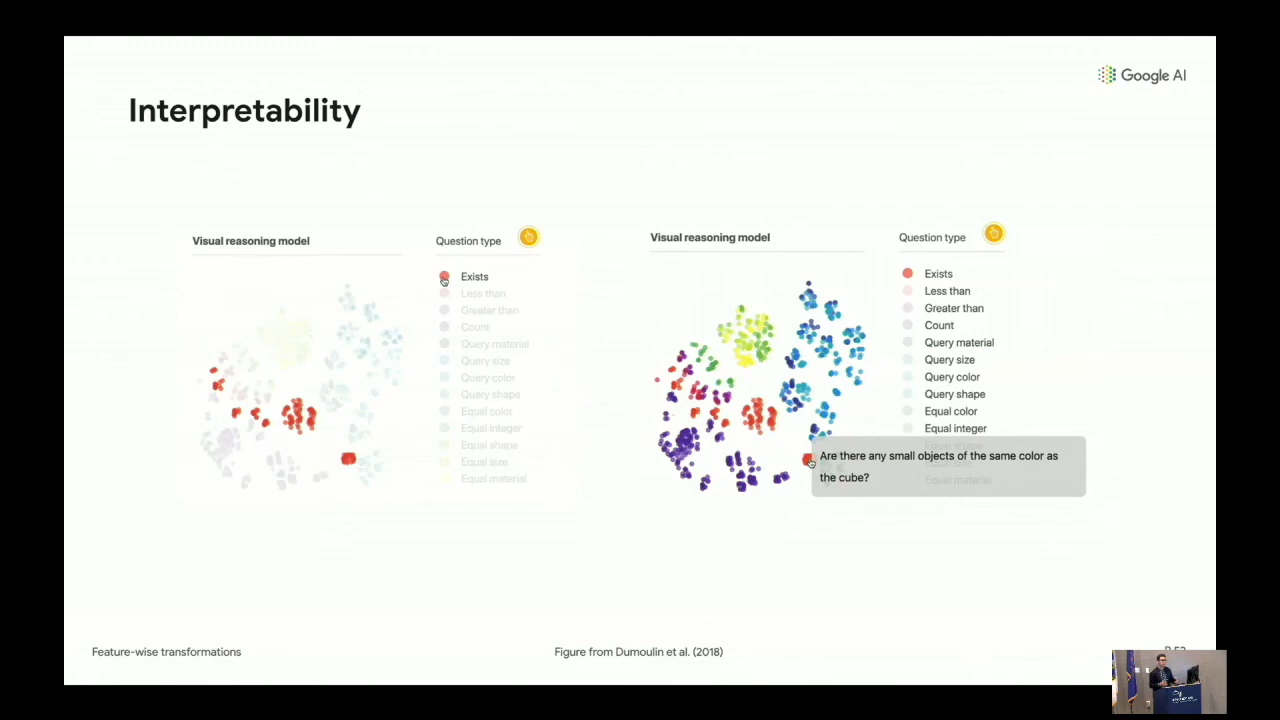 Google AI
Interpretability
Visual reasoning model
Question type
Exists
Less than
Greater than
Count
Query material
Query size
Query color
Query shape
Equal color
Equal integer
Equal shape
Equal size
Equal material
Visual reasoning model
Question type
Exists
Less than
Greater than
Count
Query material
Query size
Query color
Query shape
Equal color
Equal integer
Equal shape
Are there any small objects of the same color as
the cube?
Equal material
Feature-wise transformations
Figure from Dumoulin et al. (2018)